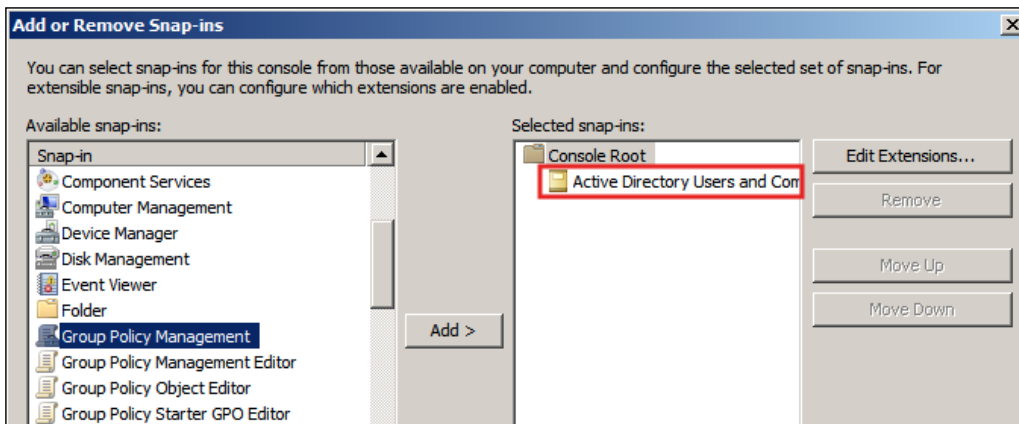 Add or Remove Snap-ins
You can select snap-ins for this console from those available on your computer and configure the selected set of snap-ins. For
extensible snap-ins, you can configure which extensions are enabled.
Available snap-ins:
Selected snap-ins:
Snap-in
Component Services
Computer Management
Device Manager
Disk Management
Event Viewer
Folder
Group Policy Management
Group Policy Management Editor
Group Policy Object Editor
Group Policy Starter GPO Editor
Add >
Console Root
Active Directory Users and Com
Edit Extensions...
Remove
Move Up
Move Down